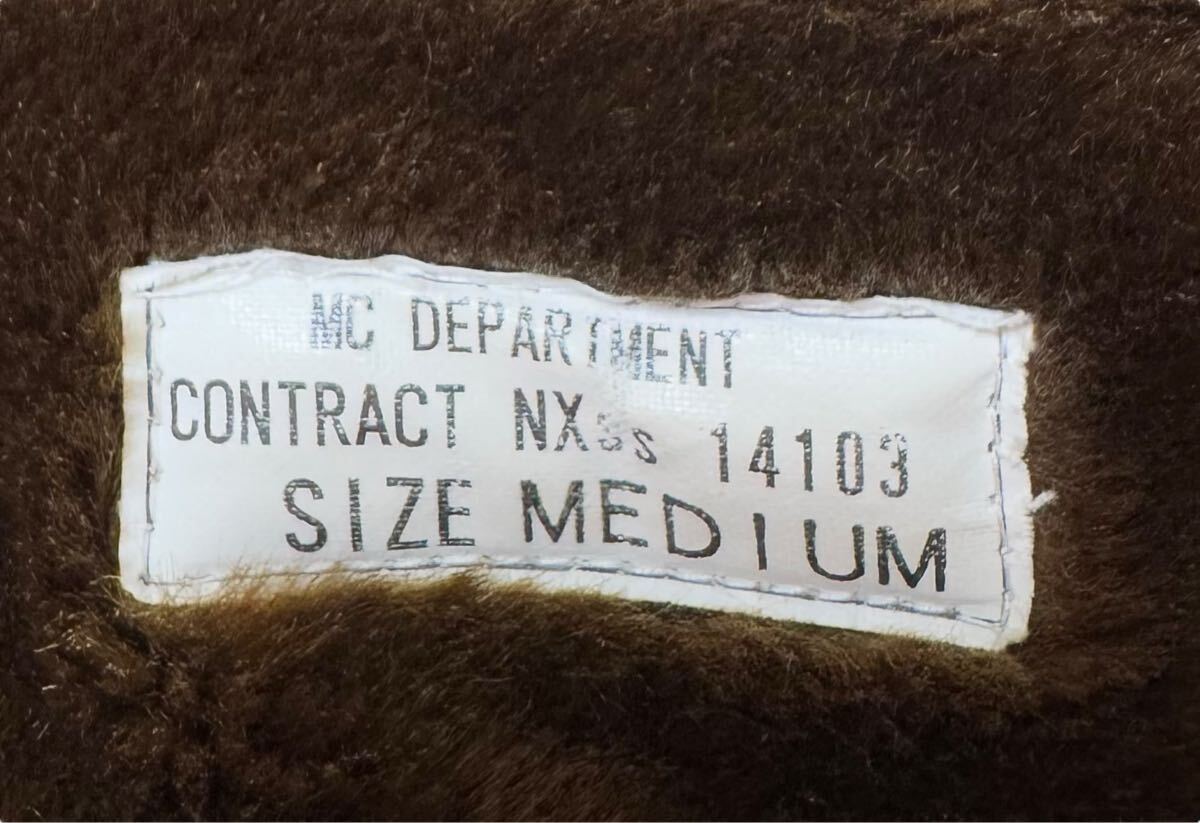 MC DEPARTMENT
CONTRACT NXss 14103
SIZE MEDIUM